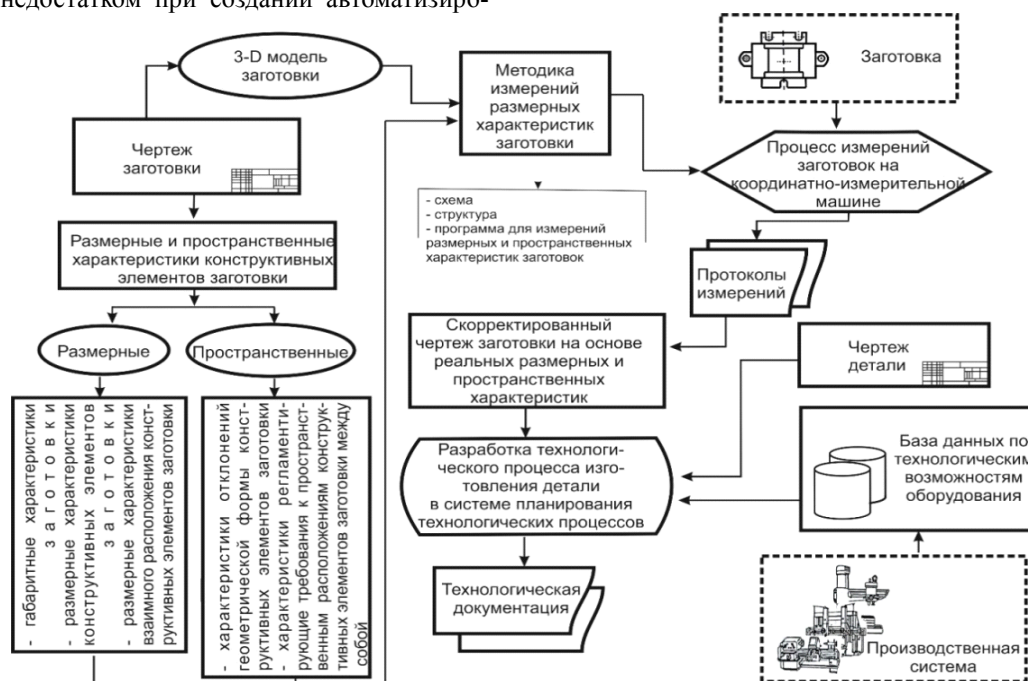 недостатком при создании автоматизиро-
3-D модель
заготовки
Методика
измерений
размерных
характеристик
заготовки
Заготовка
Чертеж
заготовки
Процесс измерений
заготовок на
координатно-измерительной
машине
- схема
- структура
- программа для измерений
размерных и пространственных
характеристик заготовок
Размерные и пространственные
характеристики конструктивных
элементов заготовки
Протоколы
измерений
Размерные
Пространственные
Скорректированный
чертеж заготовки на основе
реальных размерных и
пространственных
характеристик
Чертеж
детали
- габаритные характеристики
заготовки и
- размерные характеристики
конструктивных элементов
заготовки и
- размерные характеристики
взаимного расположения конст-
руктивных элементов заготовки
- характеристики отклонений
геометрической формы конст-
руктивных элементов заготовки
- характеристики регламенти-
рующие требования к пространст-
венным расположениям конструк-
тивных элементов заготовки между
собой
Разработка технологи-
ческого процесса изго-
товления детали
в системе планирования
технологических процессов
База данных по
технологическим
возможностям
оборудования
Технологическая
документация
Производственная
система